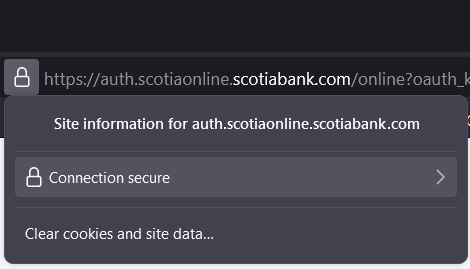 https://auth.scotiaonline.scotiabank.com/online?oauth_k
Site information for auth.scotiaonline.scotiabank.com
Connection secure
Clear cookies and site data...